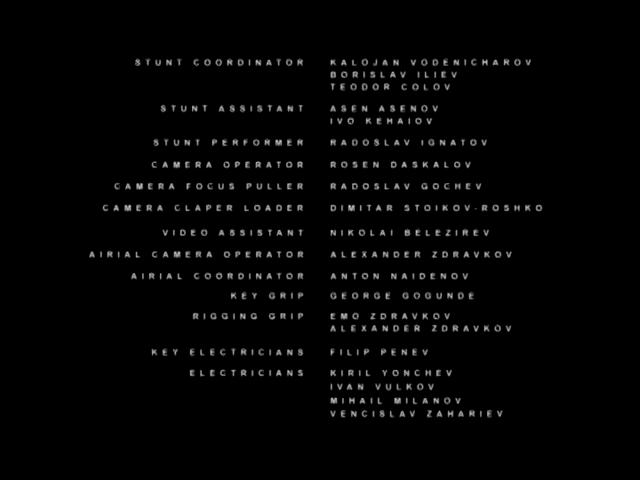 STUNT COORDINATOR KALOJAN VODENICHAROV
BORISLAV ILIEV
TEODOR COLOV
STUNT ASSISTANT ASEN ASENOV
IVO KEHAIOV
STUNT PERFORMER RADOSLAV IGNATOV
CAMERA OPERATOR ROSEN DASKALOV
CAMERA FOCUS PULLER RADOSLAV GOCHEV
CAMERA CLAPER LOADER DIMITAR STOIKOV-ROSHKO
VIDEO ASSISTANT NIKOLAI BELEZIREV
AIRIAL CAMERA OPERATOR ALEXANDER ZDRAVKOV
AIRIAL COORDINATOR ANTON NAIDENOV
KEY GRIP GEORGE GOGUNDE
RIGGING GRIP EMO ZDRAVKOV
ALEXANDER ZDRAVKOV
KEY ELECTRICIANS FILIP PENEV
ELECTRICIANS KIRIL YONCHEV
IVAN VULKOV
MIHAIL MILANOV
VENCISLAV ZAHARIEV